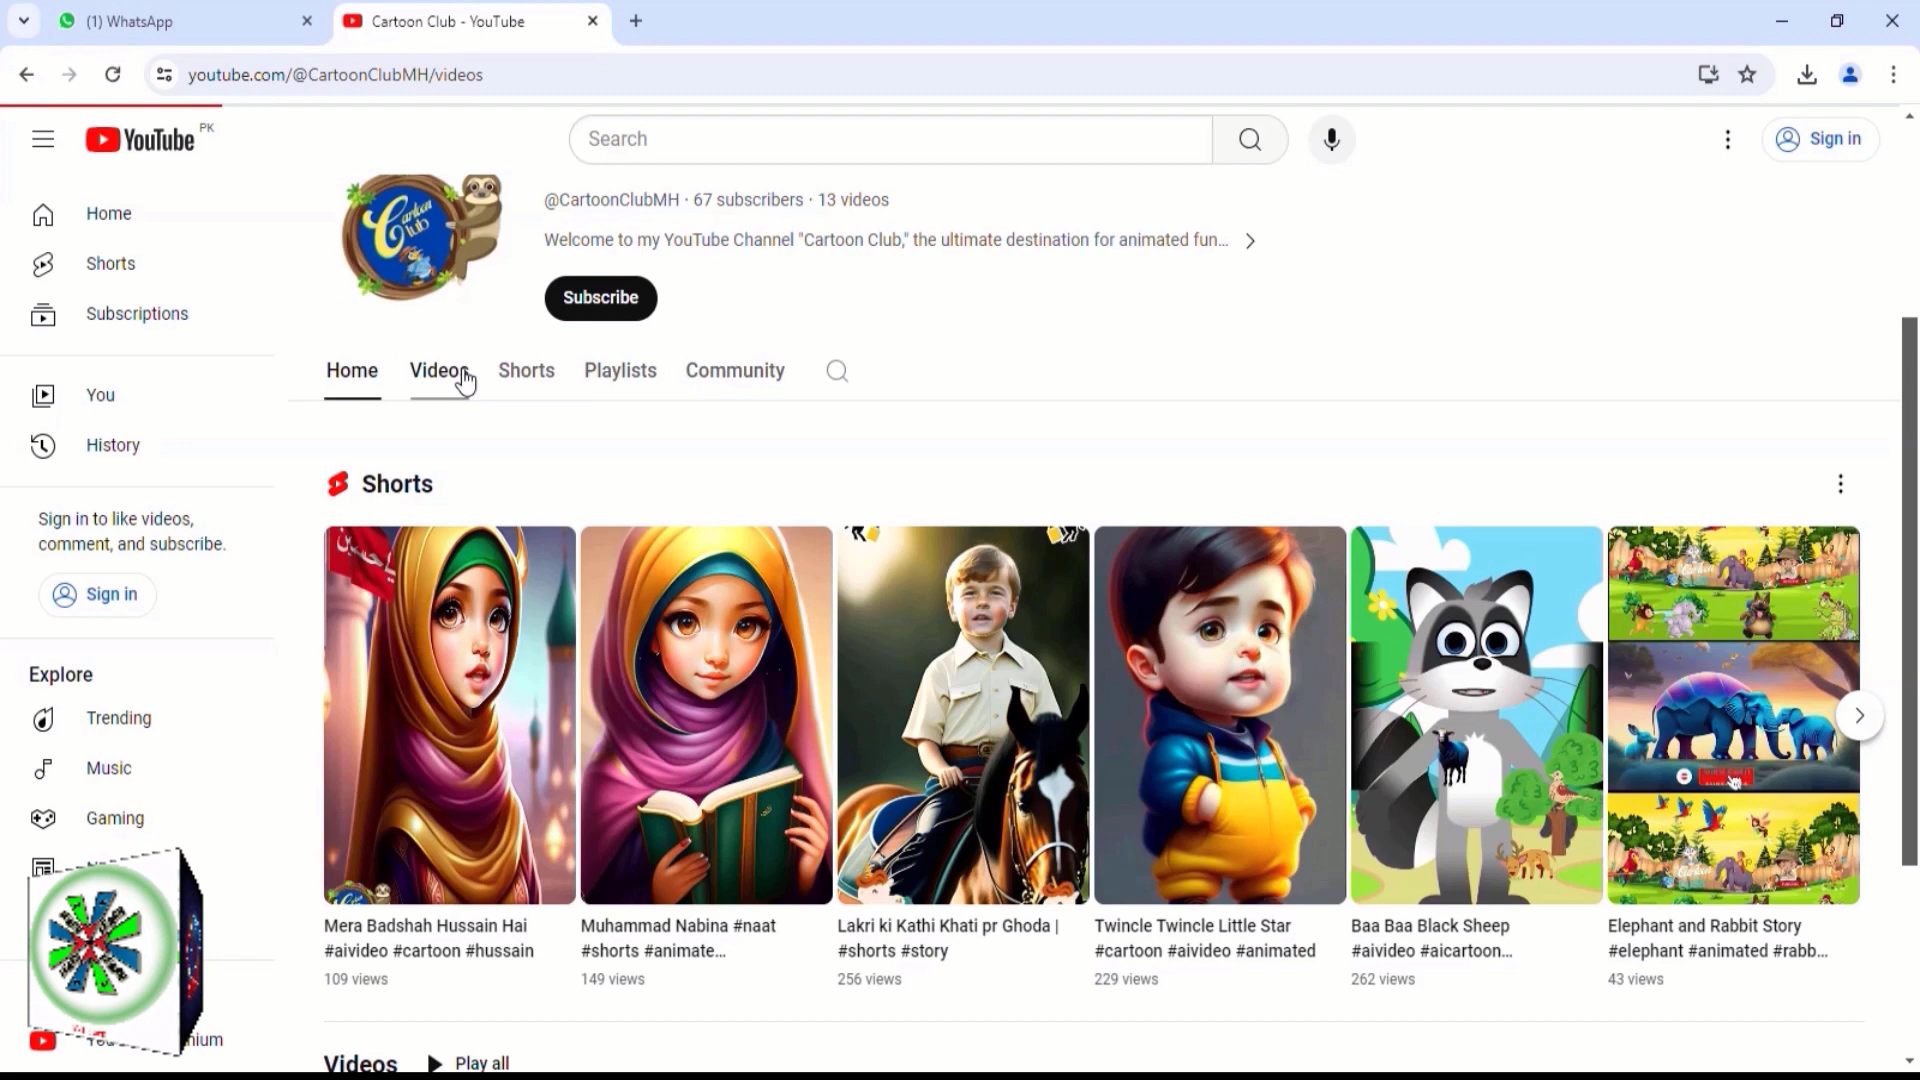 (1) WhatsApp
Cartoon Club - YouTube
youtube.com/@CartoonClubMH/videos
YouTube PK
Search
Sign in
Home
Shorts
Subscriptions
You
History
Sign in to like videos,
comment, and subscribe.
Sign in
Explore
Trending
Music
Gaming
Cartoon
Club
@CartoonClubMH · 67 subscribers · 13 videos
Welcome to my YouTube Channel "Cartoon Club," the ultimate destination for animated fun...
Subscribe
Home Videos Shorts Playlists Community
Shorts
Mera Badshah Hussain Hai
#aivideo #cartoon #hussain
109 views
Muhammad Nabina #naat
#shorts #animate...
149 views
Lakri ki Kathi Khati pr Ghoda |
#shorts #story
256 views
Twincle Twincle Little Star
#cartoon #aivideo #animated
229 views
Baa Baa Black Sheep
#aivideo #aicartoon...
262 views
Elephant and Rabbit Story
#elephant #animated #rabb...
43 views
Videos
Play all